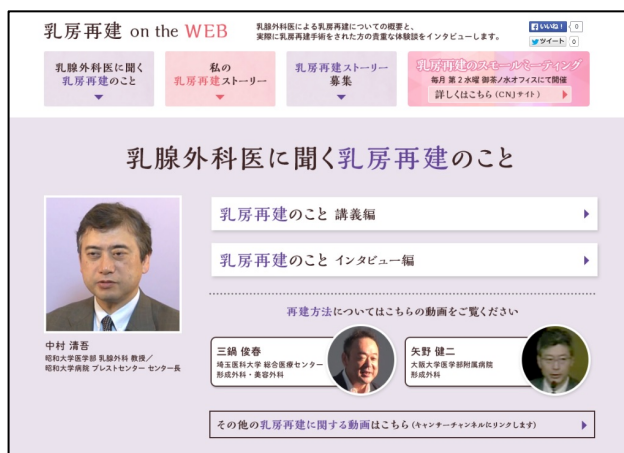 乳房再建 on the WEB
乳腺外科医による乳房再建についての概要と、
実際に乳房再建手術をされた方の貴重な体験談をインタビューします。
いいね! 0
ツイート 0
乳腺外科医に聞く
乳房再建のこと
私の
乳房再建ストーリー
乳房再建ストーリー
募集
乳房再建のスモールミーティング
毎月 第2水曜 御茶ノ水オフィスにて開催
詳しくはこちら(CNJサイト)
乳腺外科医に聞く乳房再建のこと
乳房再建のこと 講義編
乳房再建のこと インタビュー編
再建方法についてはこちらの動画をご覧ください
中村 清吾
昭和大学医学部 乳腺外科 教授/
昭和大学病院 ブレストセンター センター長
三鍋 俊春
埼玉医科大学 総合医療センター
形成外科・美容外科
矢野 健二
大阪大学医学部附属病院
形成外科
その他の乳房再建に関する動画はこちら(キャンサーチャンネルにリンクします)